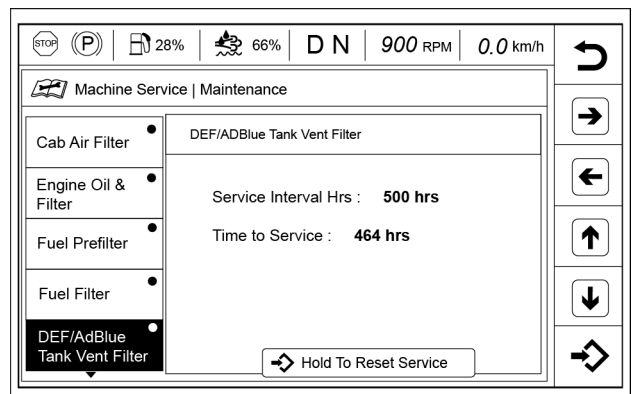 STOP P 28% 66% D N 900 RPM 0.0 km/h
Machine Service | Maintenance
Cab Air Filter
Engine Oil &
Filter
Fuel Prefilter
Fuel Filter
DEF/AdBlue
Tank Vent Filter
DEF/ADBlue Tank Vent Filter
Service Interval Hrs : 500 hrs
Time to Service : 464 hrs
Hold To Reset Service